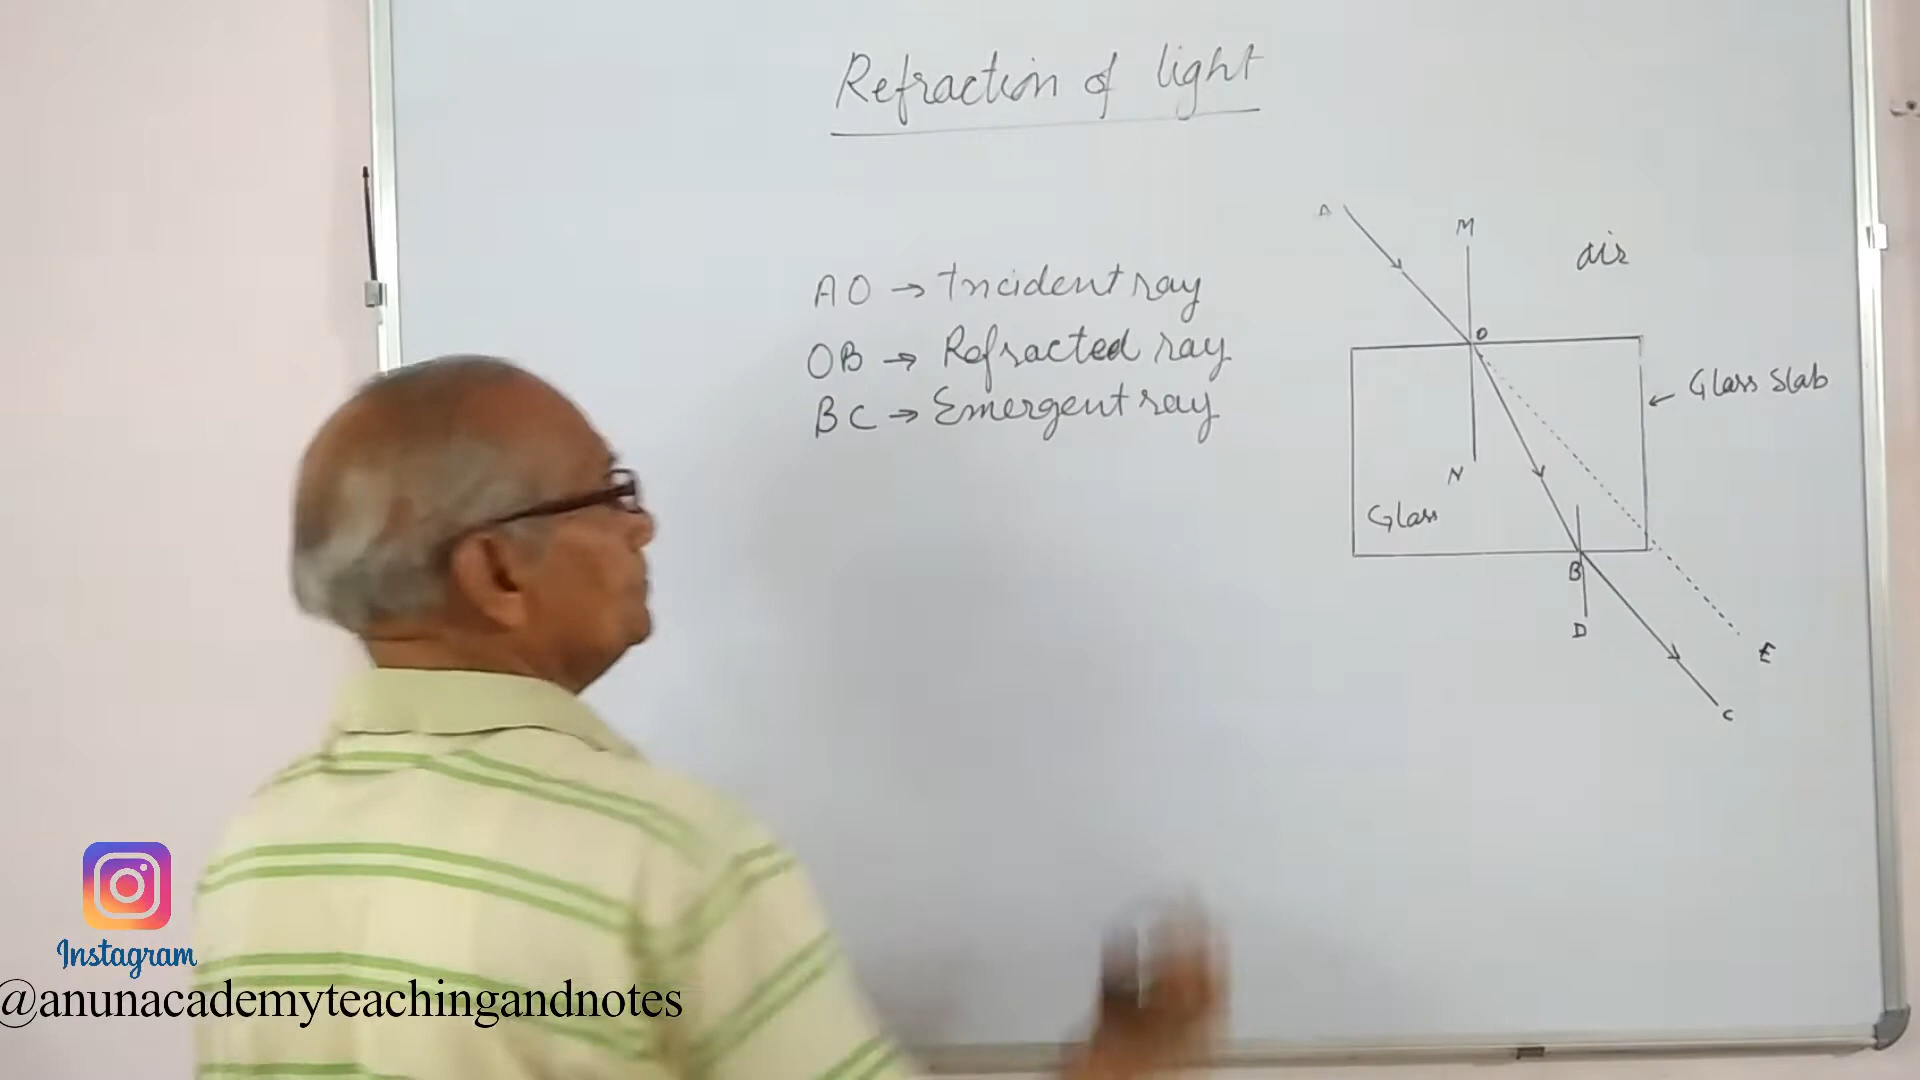 Refraction of light
A
M
air
AO → Incident ray
O
OB → Refracted ray
Glass Slab
BC → Emergent ray
N
Glass
B
D
E
C
Instagram
@anunacademyteachingandnotes